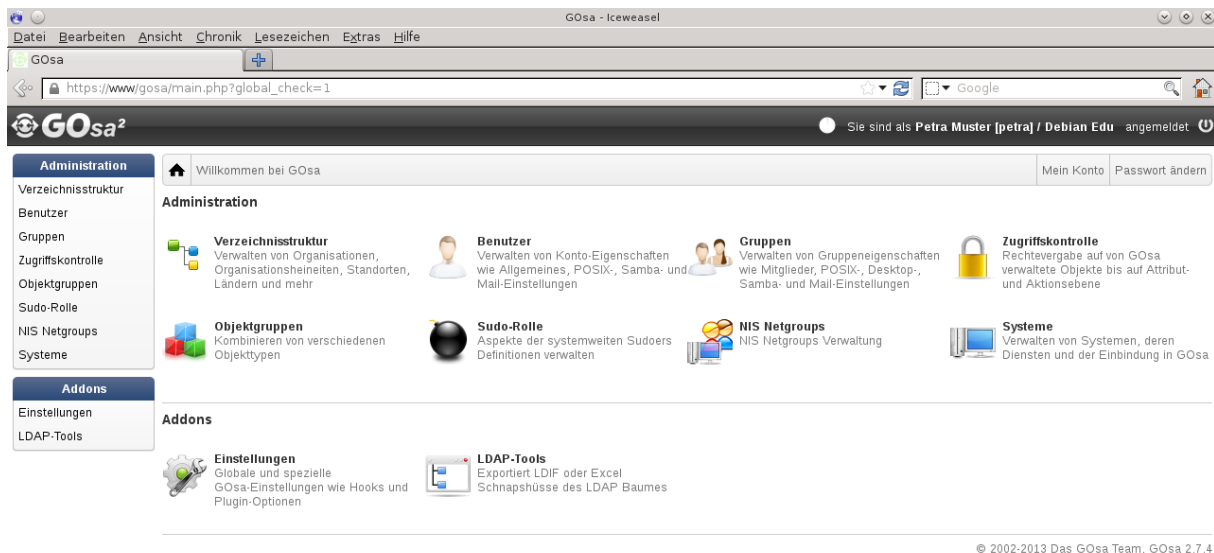 GOsa - Iceweasel
Datei Bearbeiten Ansicht Chronik Lesezeichen Extras Hilfe
GOsa
https://www/gosa/main.php?global_check=1
Google
GOsa²
Sie sind als Petra Muster [petra] / Debian Edu angemeldet
Administration
Verzeichnisstruktur
Benutzer
Gruppen
Zugriffskontrolle
Objektgruppen
Sudo-Rolle
NIS Netgroups
Systeme
Addons
Einstellungen
LDAP-Tools
Willkommen bei GOsa
Mein Konto
Passwort ändern
Administration
Verzeichnisstruktur
Verwalten von Organisationen,
Organisationsheineiten, Standorten,
Ländern und mehr
Benutzer
Verwalten von Konto-Eigenschaften
wie Allgemeines, POSIX-, Samba- und
Mail-Einstellungen
Gruppen
Verwalten von Gruppeneigenschaften
wie Mitglieder, POSIX-, Desktop-,
Samba- und Mail-Einstellungen
Zugriffskontrolle
Rechtevergabe auf von GOsa
verwaltete Objekte bis auf Attribut-
und Aktionsebene
Objektgruppen
Kombinieren von verschiedenen
Objekttypen
Sudo-Rolle
Aspekte der systemweiten Sudoers
Definitionen verwalten
NIS Netgroups
NIS Netgroups Verwaltung
Systeme
Verwalten von Systemen, deren
Diensten und der Einbindung in GOsa
Addons
Einstellungen
Globale und spezielle
GOsa-Einstellungen wie Hooks und
Plugin-Optionen
LDAP-Tools
Exportiert LDIF oder Excel
Schnapshüsse des LDAP Baumes
© 2002-2013 Das GOsa Team, GOsa 2.7.4